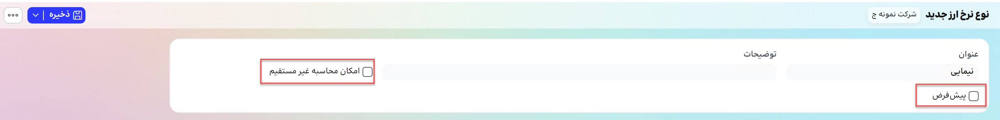 نوع نرخ ارز جدید
شرکت نمونه ج
ذخیره
عنوان
توضیحات
نیمایی
امکان محاسبه غیر مستقیم
پیش‌فرض